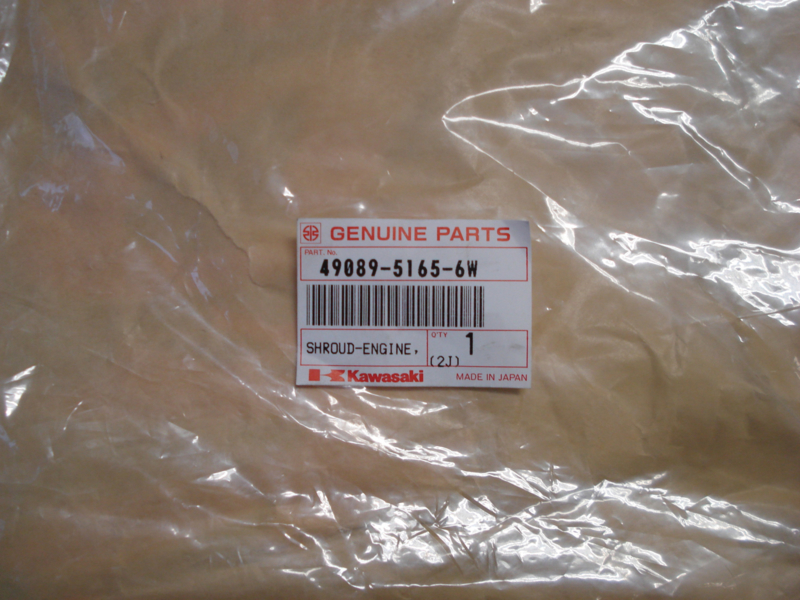 GENUINE PARTS
PART. No.
49089-5165-6W
SHROUD-ENGINE,
Q'TY
1
(2J)
Kawasaki
MADE IN JAPAN